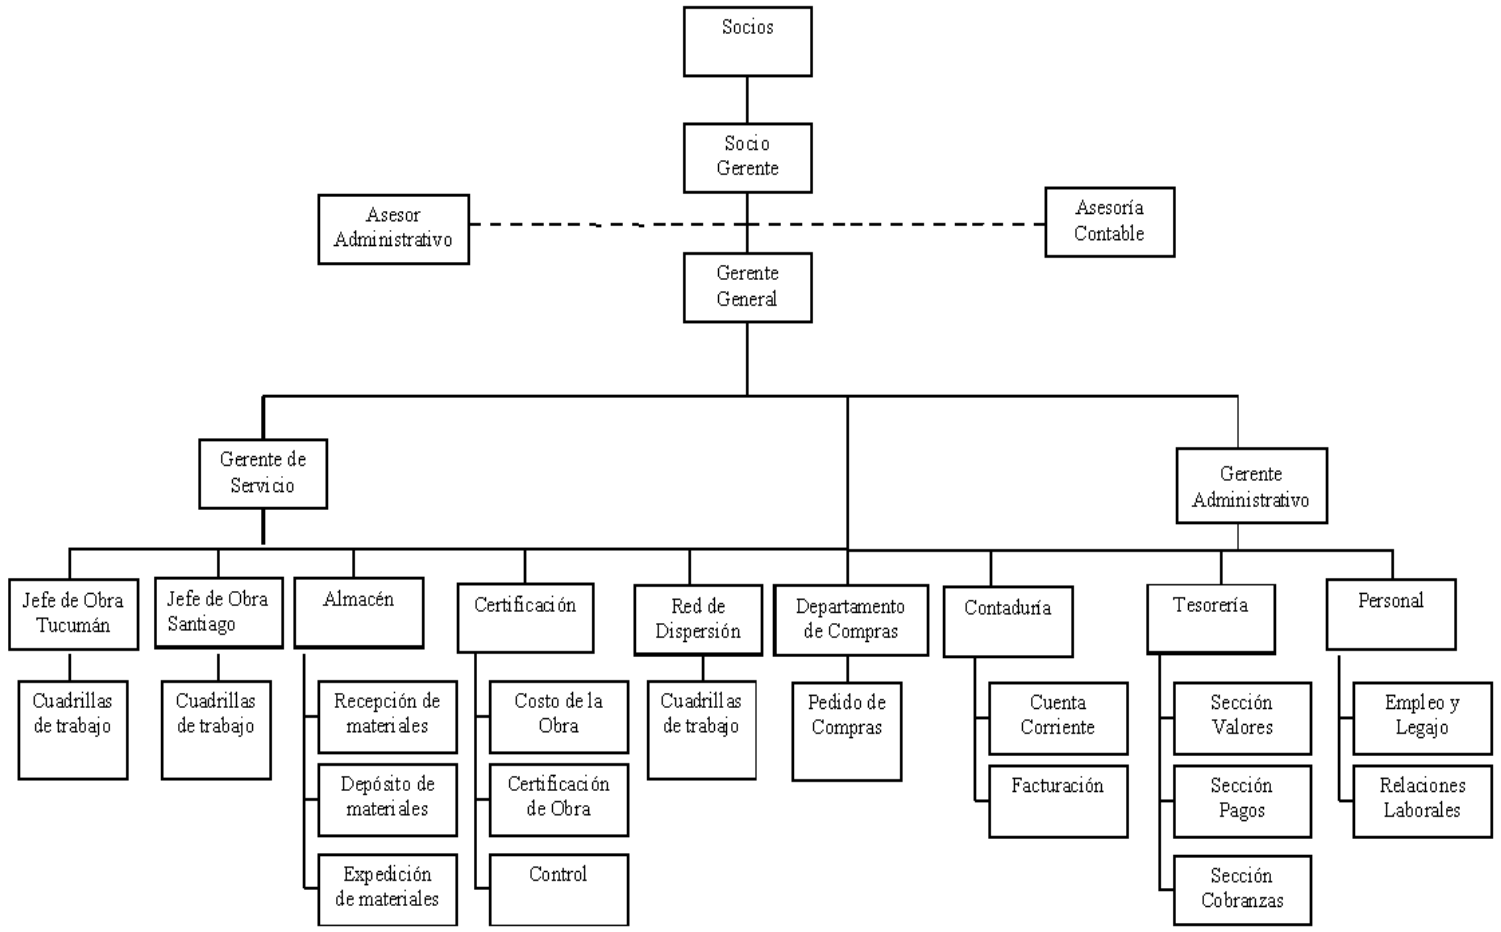 Socios
Socio
Gerente
Asesor
Administrativo
Asesoría
Contable
Gerente
General
Gerente de
Servicio
Gerente
Administrativo
Jefe de Obra
Tucumán
Jefe de Obra
Santiago
Almacén
Certificación
Red de
Dispersión
Departamento
de Compras
Contaduría
Tesorería
Personal
Cuadrillas
de trabajo
Cuadrillas
de trabajo
Recepción de
materiales
Depósito de
materiales
Expedición
de materiales
Costo de la
Obra
Certificación
de Obra
Control
Cuadrillas
de trabajo
Pedido de
Compras
Cuenta
Corriente
Facturación
Sección
Valores
Sección
Pagos
Sección
Cobranzas
Empleo y
Legajo
Relaciones
Laborales